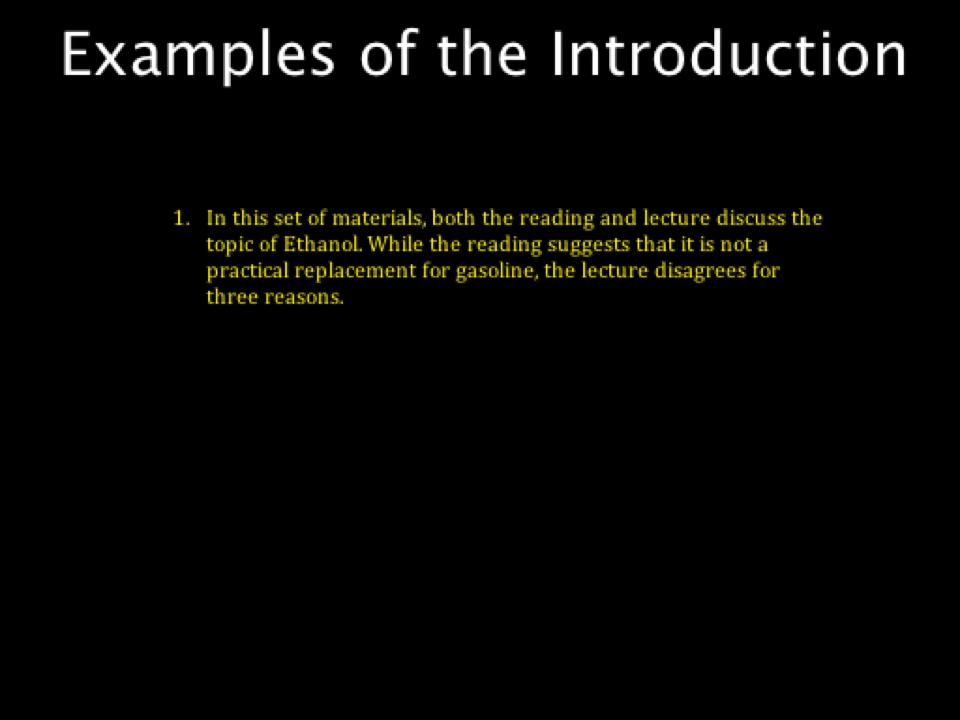 Examples of the Introduction
1. In this set of materials, both the reading and lecture discuss the
topic of Ethanol. While the reading suggests that it is not a
practical replacement for gasoline, the lecture disagrees for
three reasons.